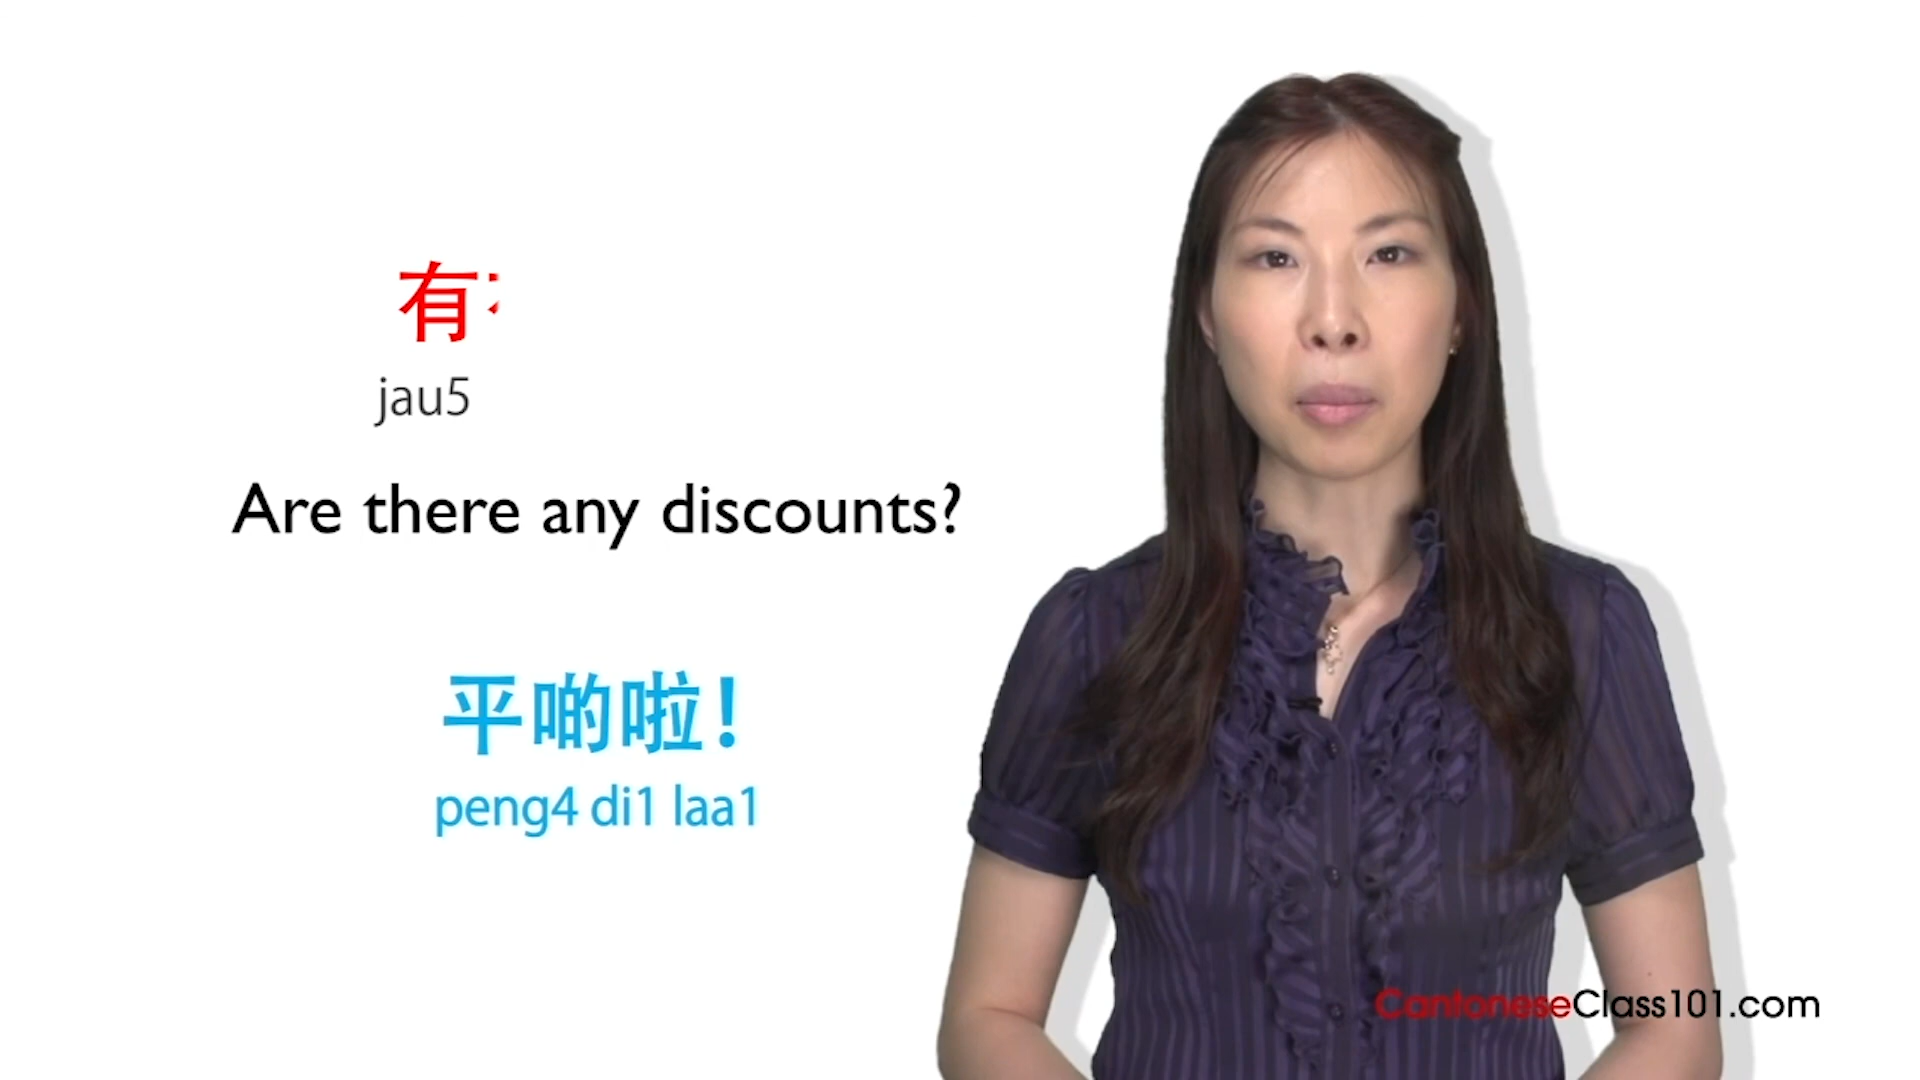 有
jau5
Are there any discounts?
平啲啦！
peng4 di1 laa1
CantoneseClass101.com